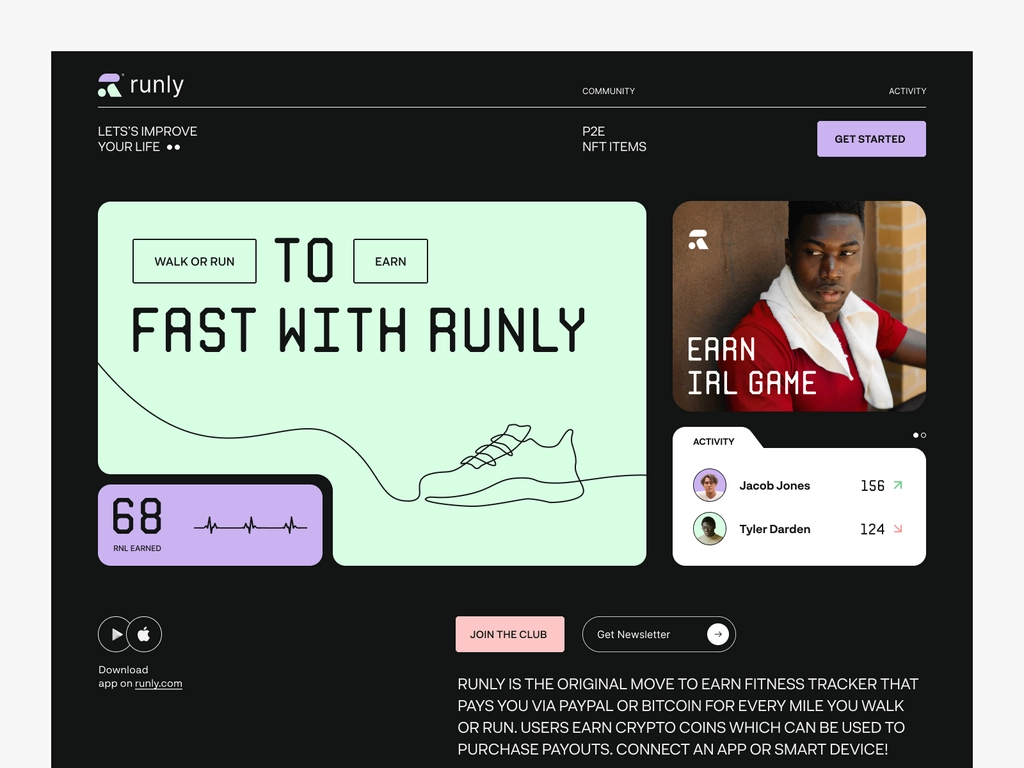 runly
COMMUNITY
ACTIVITY
LETS'S IMPROVE
YOUR LIFE
P2E
NFT ITEMS
GET STARTED
WALK OR RUN TO EARN
FAST WITH RUNLY
EARN
IRL GAME
68
RNL EARNED
ACTIVITY
Jacob Jones 156
Tyler Darden 124
Download
app on runly.com
JOIN THE CLUB
Get Newsletter
RUNLY IS THE ORIGINAL MOVE TO EARN FITNESS TRACKER THAT
PAYS YOU VIA PAYPAL OR BITCOIN FOR EVERY MILE YOU WALK
OR RUN. USERS EARN CRYPTO COINS WHICH CAN BE USED TO
PURCHASE PAYOUTS. CONNECT AN APP OR SMART DEVICE!